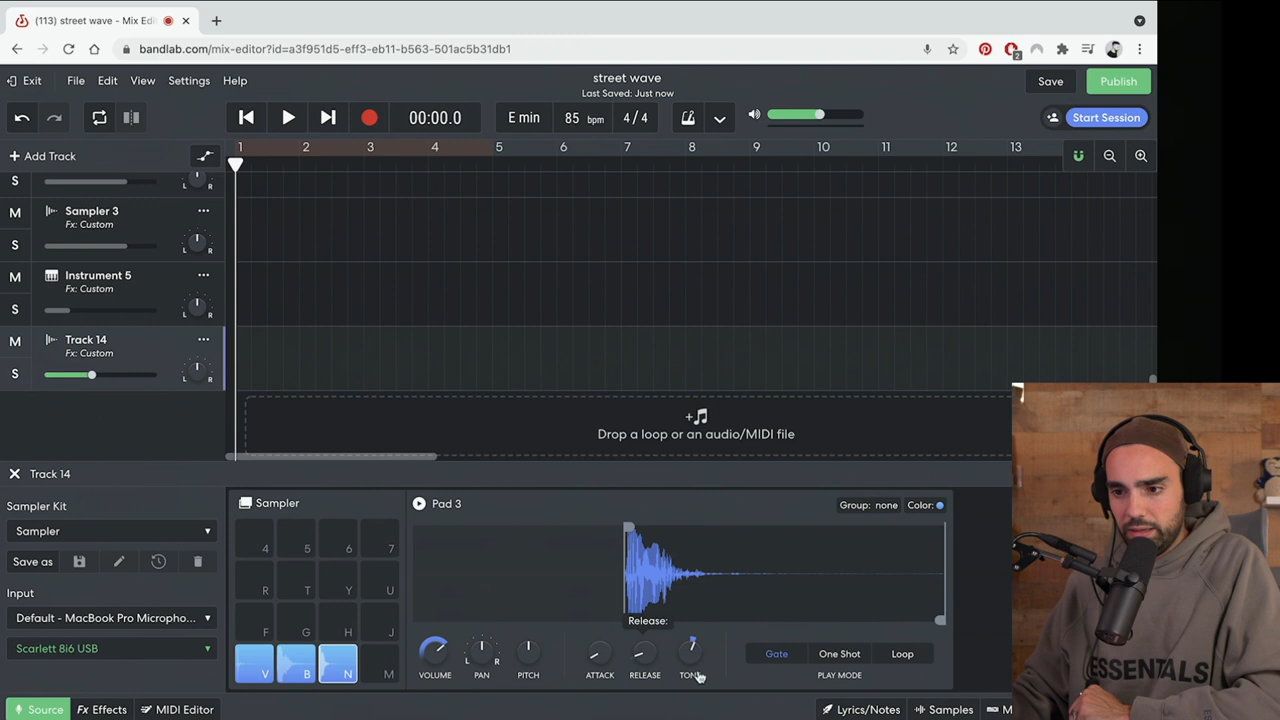 (113) street wave - Mix Edi
bandlab.com/mix-editor?id=a3f951d5-eff3-eb11-b563-501ac5b31db1
2
Exit File Edit View Settings Help
street wave
Last Saved: Just now
Save Publish
00:00.0 E min 85 bpm 4 / 4
Start Session
+ Add Track
1 2 3 4 5 6 7 8 9 10 11 12 13
S L R
M Sampler 3
Fx: Custom
S L R
M Instrument 5
Fx: Custom
S L R
M Track 14
Fx: Custom
S L R
Drop a loop or an audio/MIDI file
Track 14
Sampler Kit
Sampler
Save as
Input
Default - MacBook Pro Micropho...
Scarlett 8i6 USB
Sampler
4 5 6 7
R T Y U
F G H J
V B N M
Pad 3
Group: none Color:
Release:
L R
VOLUME PAN PITCH ATTACK RELEASE TON
Gate One Shot Loop
PLAY MODE
Source Fx Effects MIDI Editor Lyrics/Notes Samples M
ESSENTIALS